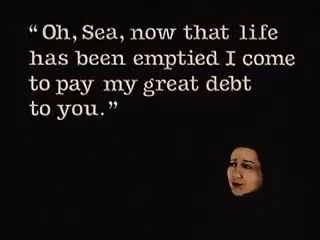 “Oh, Sea, now that life
has been emptied I come
to pay my great debt
to you.”